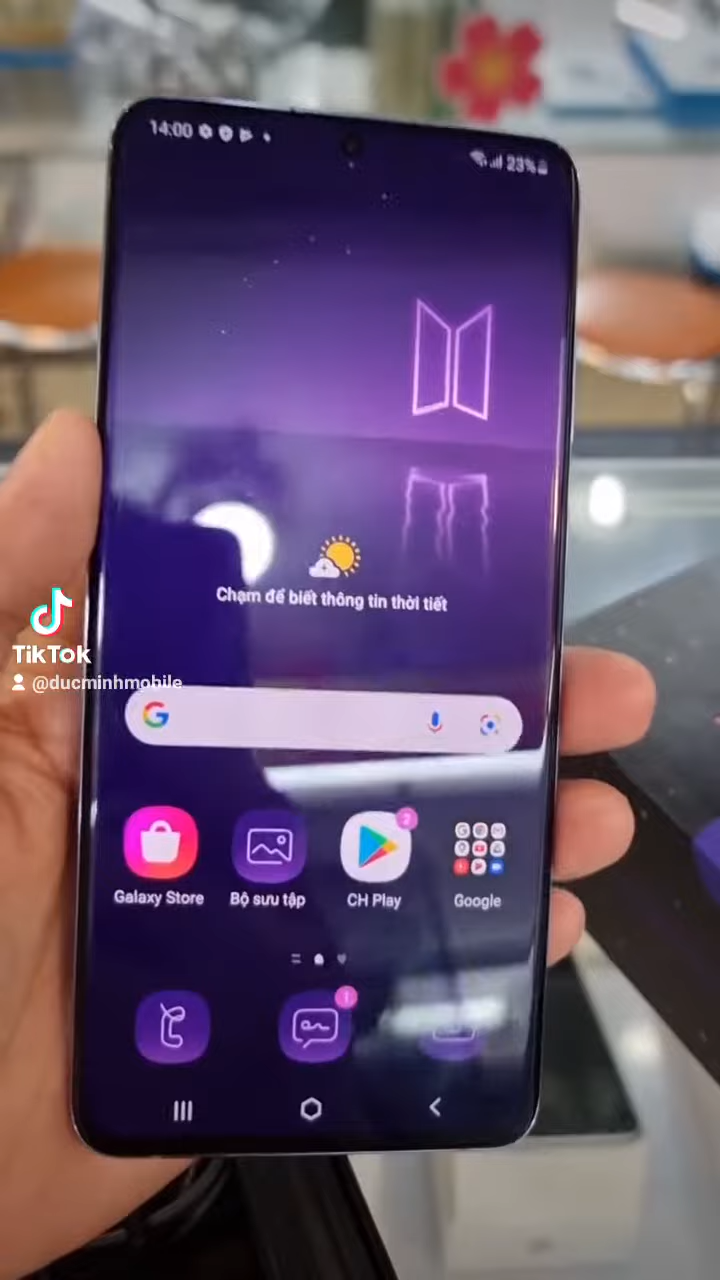 14:00
23%
Chạm để biết thông tin thời tiết
TikTok
@ducminhmobile
G
2
Galaxy Store
Bộ sưu tập
CH Play
Google
1